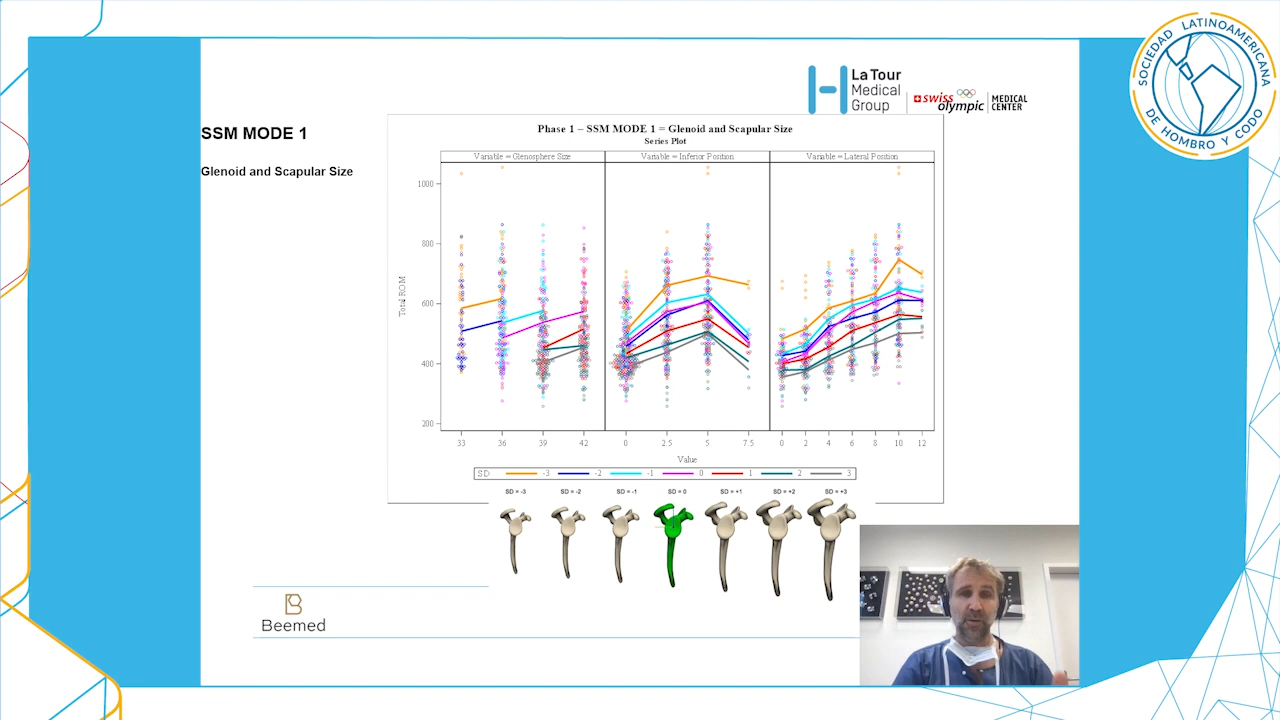 SOCIEDAD LATINOAMERICANA
DE HOMBRO Y CODO
La Tour
Medical
Group
swiss
olympic
MEDICAL
CENTER
SSM MODE 1
Glenoid and Scapular Size
Phase 1 – SSM MODE 1 = Glenoid and Scapular Size
Series Plot
Variable = Glenosphere Size
Variable = Inferior Position
Variable = Lateral Position
Total ROM
1000
800
600
400
200
33 36 39 42
0 2.5 5 7.5
0 2 4 6 8 10 12
Value
SD -3 -2 -1 0 1 2 3
SD = -3 SD = -2 SD = -1 SD = 0 SD = +1 SD = +2 SD = +3
Beemed